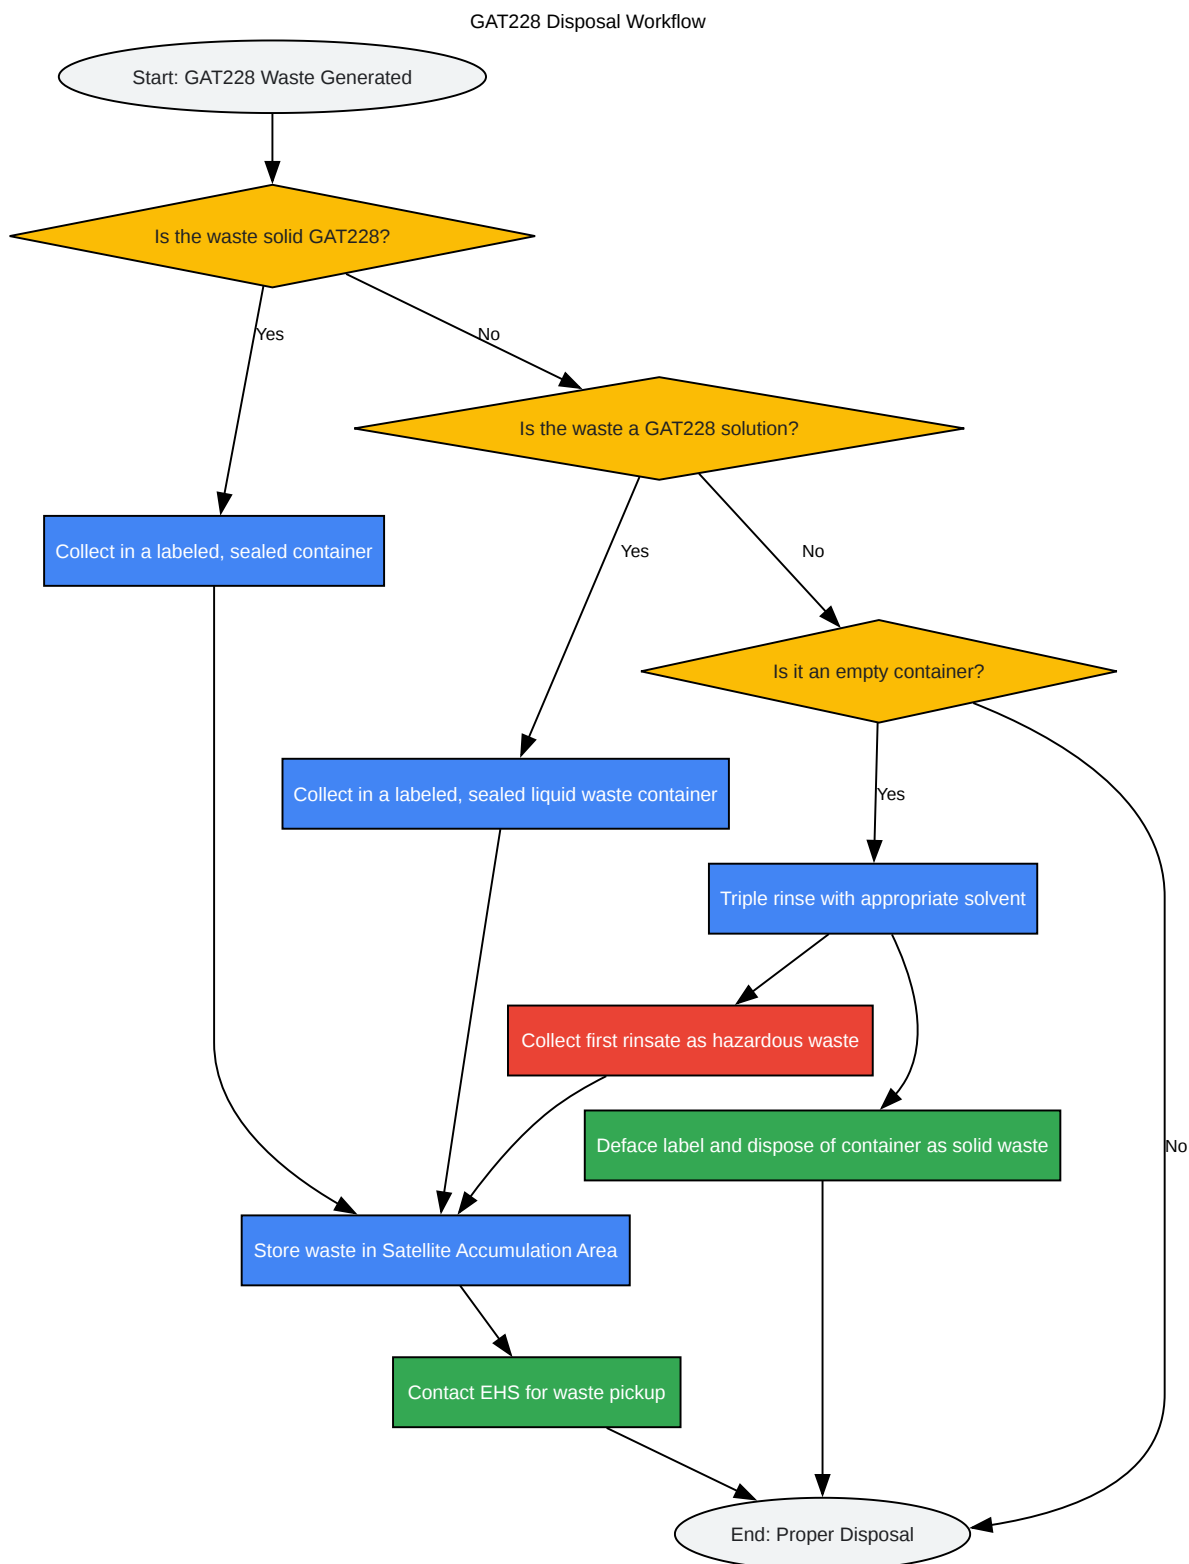 GAT228 Disposal Workflow
Start: GAT228 Waste Generated
Is the waste solid GAT228?
Yes
No
Is the waste a GAT228 solution?
Collect in a labeled, sealed container
Yes
No
Is it an empty container?
Collect in a labeled, sealed liquid waste container
Yes
Triple rinse with appropriate solvent
Collect first rinsate as hazardous waste
Deface label and dispose of container as solid waste
No
Store waste in Satellite Accumulation Area
Contact EHS for waste pickup
End: Proper Disposal